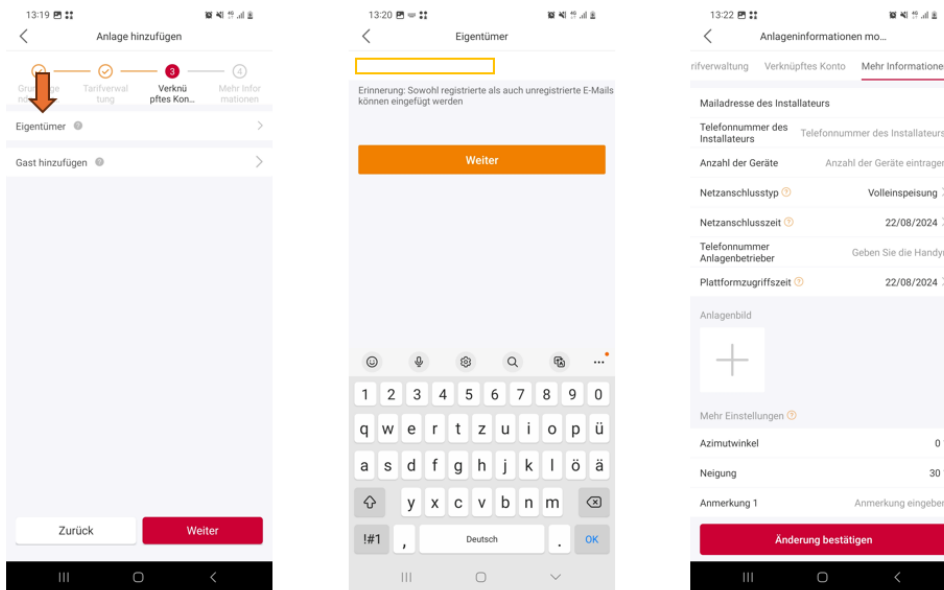 13:19
Anlage hinzufügen
3
4
Tarifverwal
tung
Verknü
pftes Kon...
Mehr Infor
mationen
Eigentümer
Gast hinzufügen
Zurück
Weiter
13:20
Eigentümer
Erinnerung: Sowohl registrierte als auch unregistrierte E-Mails
können eingefügt werden
Weiter
1 2 3 4 5 6 7 8 9 0
q w e r t z u i o p ü
a s d f g h j k l ö ä
y x c v b n m
!#1 , Deutsch . OK
13:22
Anlageninformationen mo...
rifverwaltung Verknüpftes Konto Mehr Informationen
Mailadresse des Installateurs
Telefonnummer des
Installateurs Telefonnummer des Installateurs
Anzahl der Geräte Anzahl der Geräte eintragen
Netzanschlusstyp Volleinspeisung
Netzanschlusszeit 22/08/2024
Telefonnummer
Anlagenbetreiber Geben Sie die Handyn
Plattformzugriffszeit 22/08/2024
Anlagenbild
Mehr Einstellungen
Azimutwinkel 0
Neigung 30
Anmerkung 1 Anmerkung eingeben
Änderung bestätigen